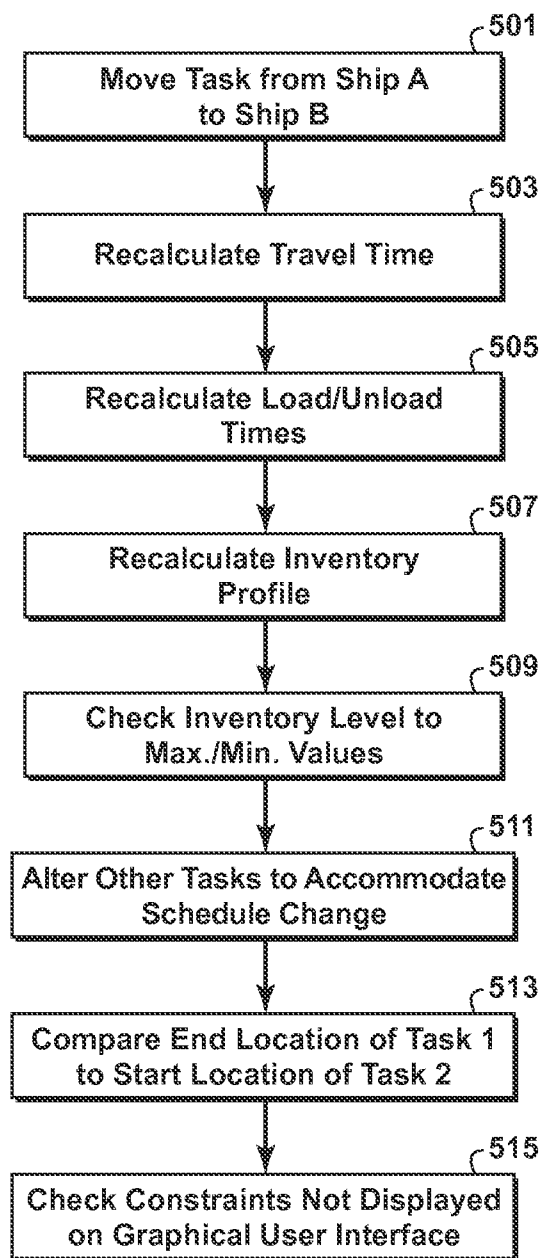 501
Move Task from Ship A
to Ship B
503
Recalculate Travel Time
505
Recalculate Load/Unload
Times
507
Recalculate Inventory
Profile
509
Check Inventory Level to
Max./Min. Values
511
Alter Other Tasks to Accommodate
Schedule Change
513
Compare End Location of Task 1
to Start Location of Task 2
515
Check Constraints Not Displayed
on Graphical User Interface